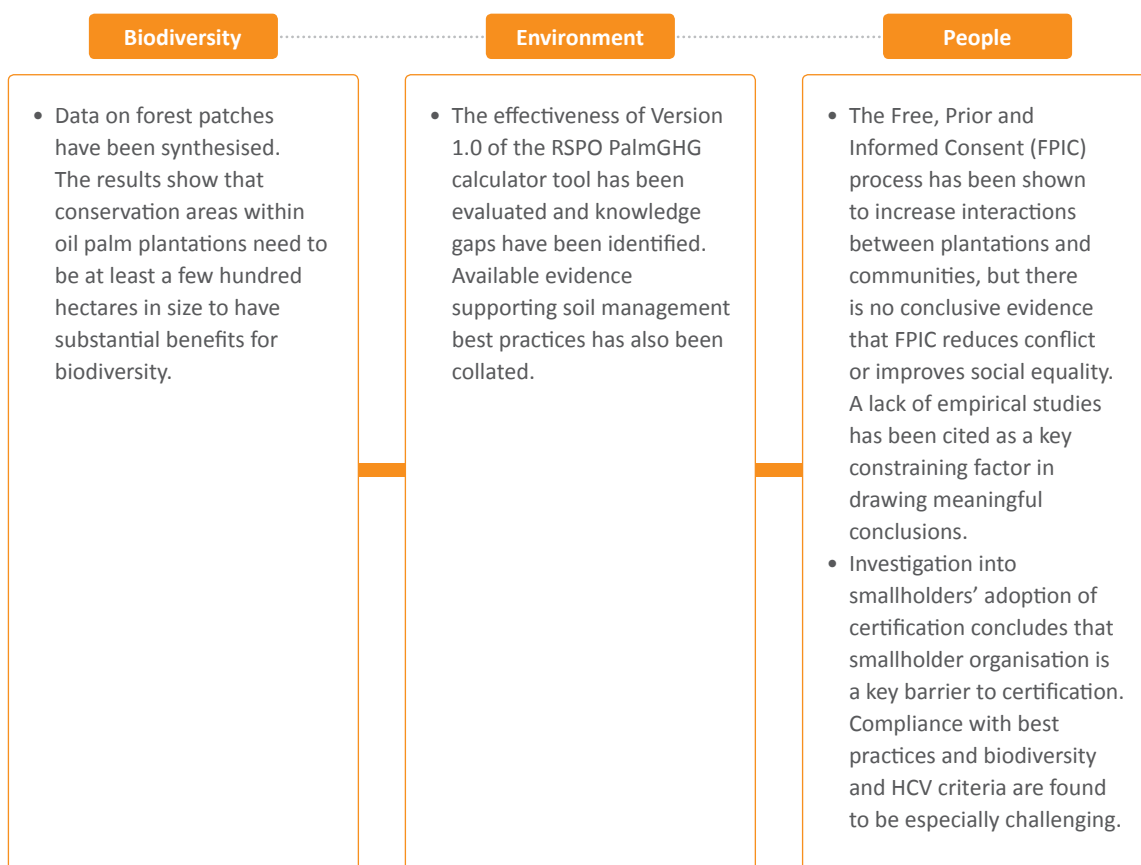 Biodiversity
• Data on forest patches
have been synthesised.
The results show that
conservation areas within
oil palm plantations need to
be at least a few hundred
hectares in size to have
substantial benefits for
biodiversity.
Environment
• The effectiveness of Version
1.0 of the RSPO PalmGHG
calculator tool has been
evaluated and knowledge
gaps have been identified.
Available evidence
supporting soil management
best practices has also been
collated.
People
• The Free, Prior and
Informed Consent (FPIC)
process has been shown
to increase interactions
between plantations and
communities, but there
is no conclusive evidence
that FPIC reduces conflict
or improves social equality.
A lack of empirical studies
has been cited as a key
constraining factor in
drawing meaningful
conclusions.
• Investigation into
smallholders’ adoption of
certification concludes that
smallholder organisation is
a key barrier to certification.
Compliance with best
practices and biodiversity
and HCV criteria are found
to be especially challenging.